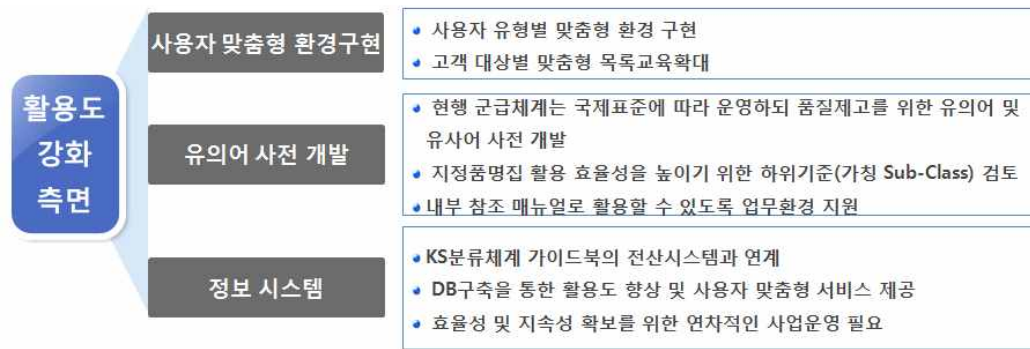 활용도
강화
측면
사용자 맞춤형 환경구현
• 사용자 유형별 맞춤형 환경 구현
• 고객 대상별 맞춤형 목록교육확대
유의어 사전 개발
• 현행 군급체계는 국제표준에 따라 운영하되 품질제고를 위한 유의어 및
유사어 사전 개발
• 지정품명집 활용 효율성을 높이기 위한 하위기준(가칭 Sub-Class) 검토
• 내부 참조 매뉴얼로 활용할 수 있도록 업무환경 지원
정보 시스템
• KS분류체계 가이드북의 전산시스템과 연계
• DB구축을 통한 활용도 향상 및 사용자 맞춤형 서비스 제공
• 효율성 및 지속성 확보를 위한 연차적인 사업운영 필요